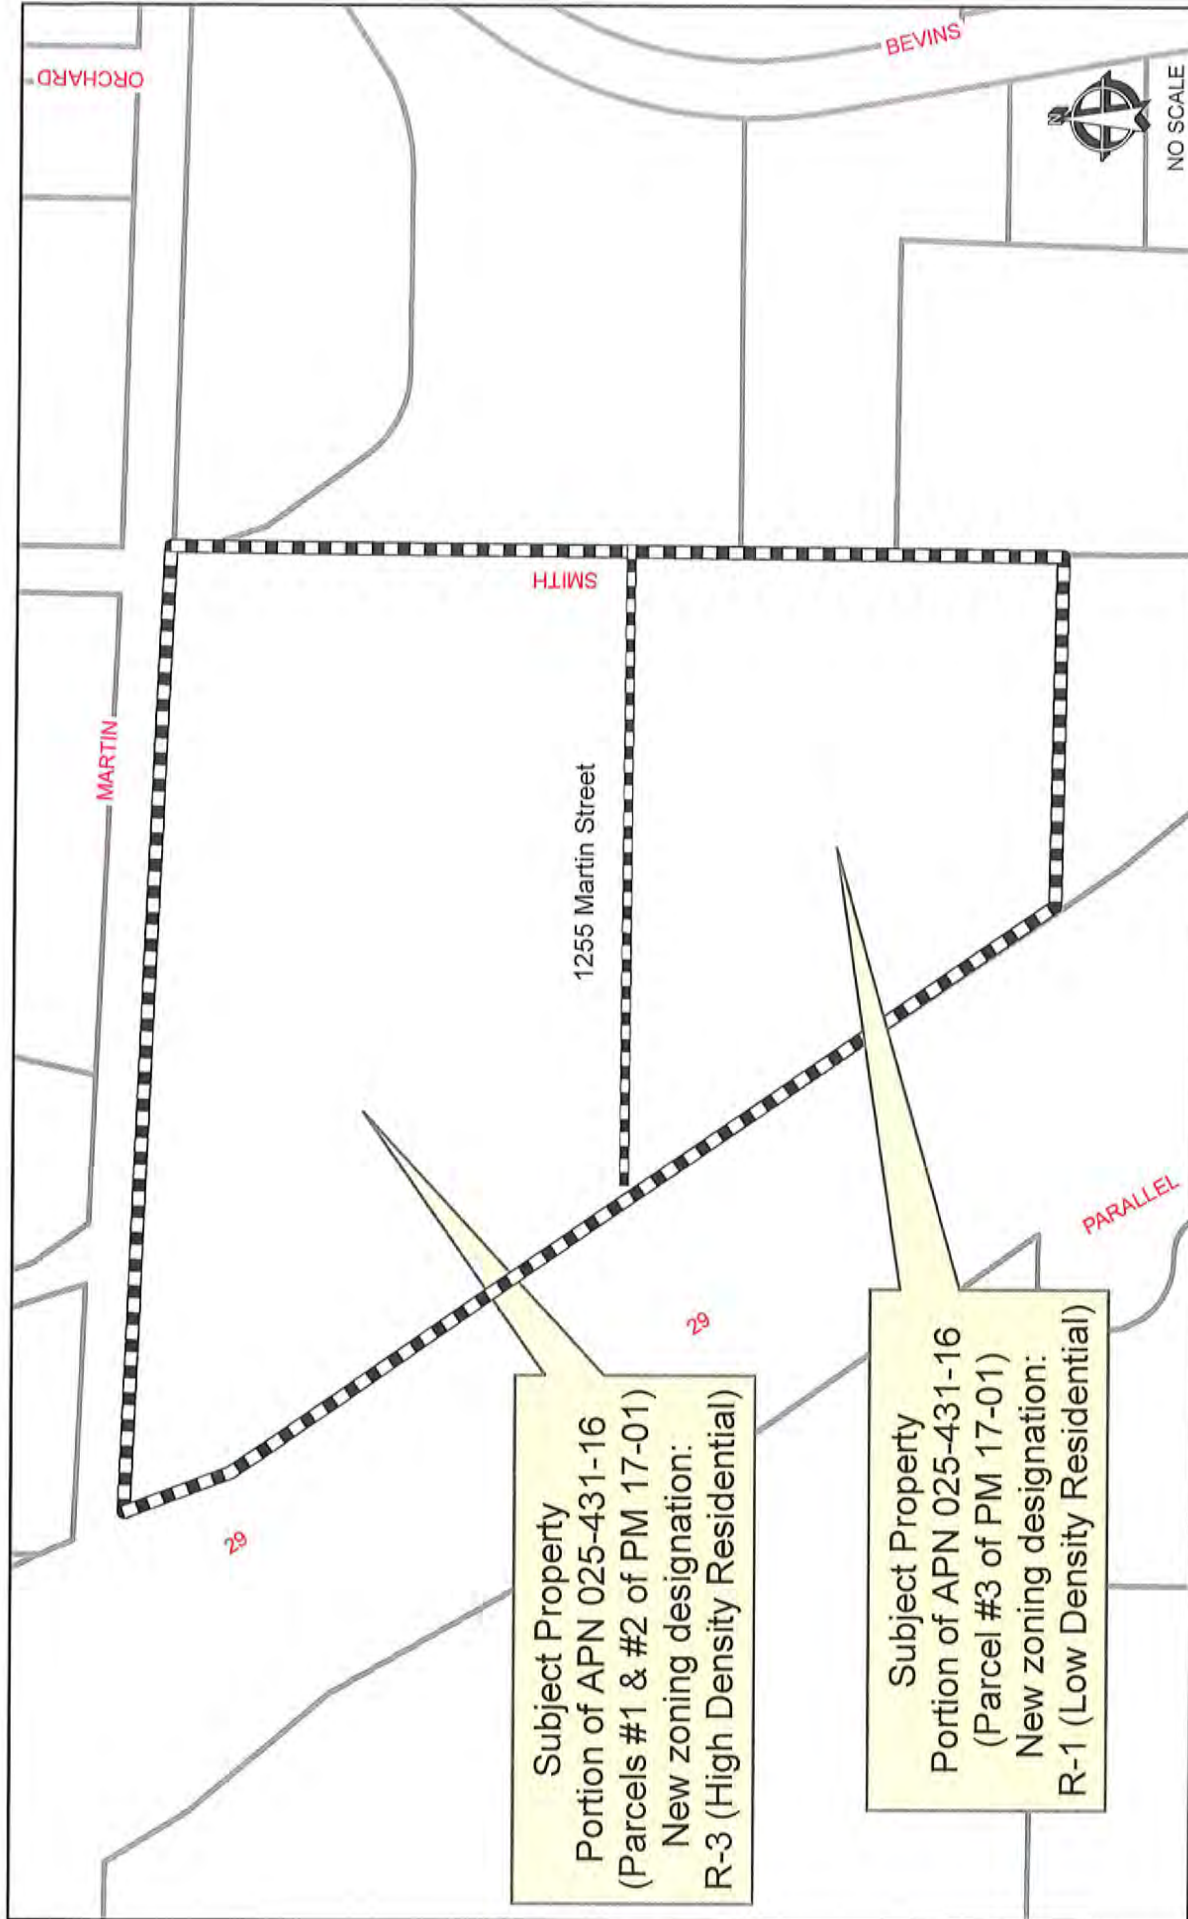 ORCHARD
BEVINS
N
NO SCALE
MARTIN
SMITH
1255 Martin Street
29
29
PARALLEL
Subject Property
Portion of APN 025-431-16
(Parcels #1 & #2 of PM 17-01)
New zoning designation:
R-3 (High Density Residential)
Subject Property
Portion of APN 025-431-16
(Parcel #3 of PM 17-01)
New zoning designation:
R-1 (Low Density Residential)